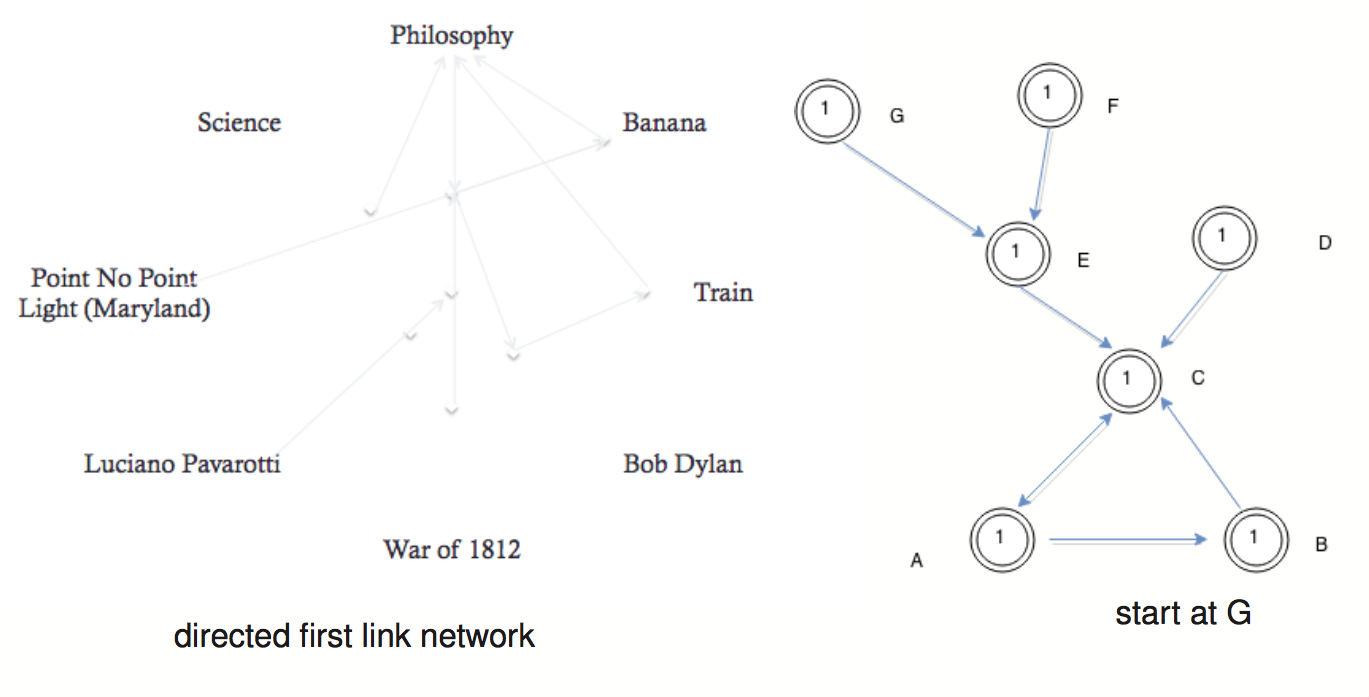 Philosophy
Science
Banana
Point No Point
Light (Maryland)
Train
Luciano Pavarotti
Bob Dylan
War of 1812
directed first link network
1
G
1
F
1
E
1
D
1
C
1
A
1
B
start at G